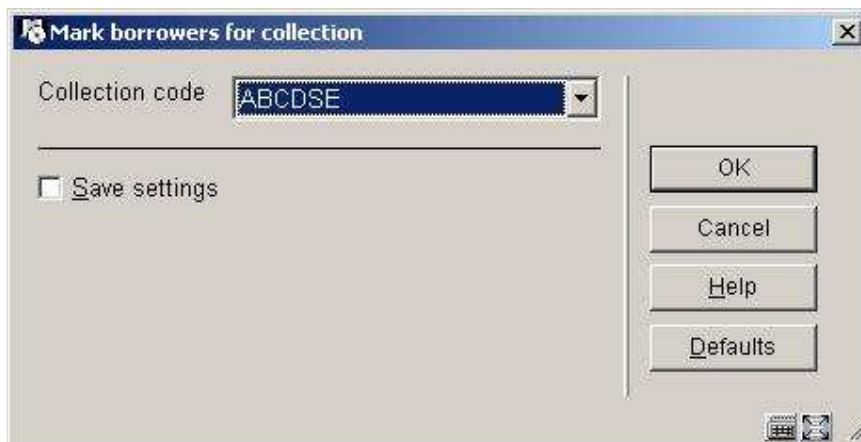 Mark borrowers for collection
Collection code ABCDSE
OK
Save settings
Cancel
Help
Defaults